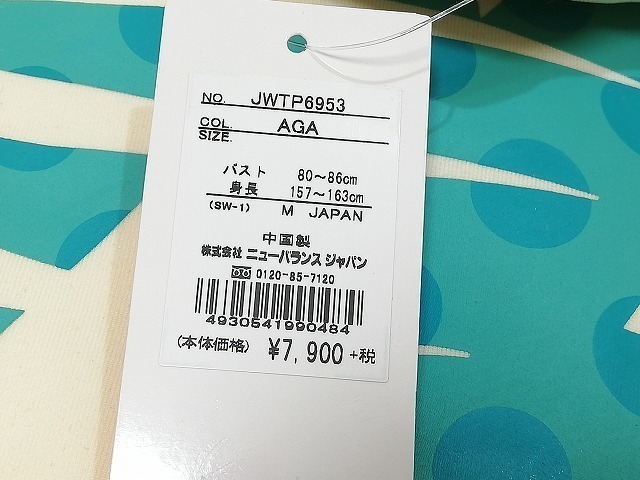 NO. JWTP6953
COL. AGA
SIZE.
バスト 80~86cm
身長 157~163cm
(SW-1) M JAPAN
中国製
株式会社 ニューバランス ジャパン
0120-85-7120
4930541990484
(本体価格) ¥7,900+税